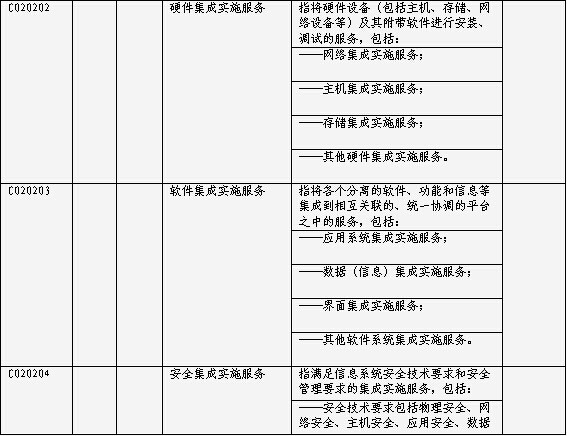 C020202
硬件集成实施服务
指将硬件设备（包括主机、存储、网
络设备等）及其附带软件进行安装、
调试的服务，包括：
——网络集成实施服务；
——主机集成实施服务；
——存储集成实施服务；
——其他硬件集成实施服务。
C020203
软件集成实施服务
指将各个分离的软件、功能和信息等
集成到相互关联的、统一协调的平台
之中的服务，包括：
——应用系统集成实施服务；
——数据（信息）集成实施服务；
——界面集成实施服务；
——其他软件系统集成实施服务。
C020204
安全集成实施服务
指满足信息系统安全技术要求和安全
管理要求的集成实施服务，包括：
——安全技术要求包括物理安全、网
络安全、主机安全、应用安全、数据